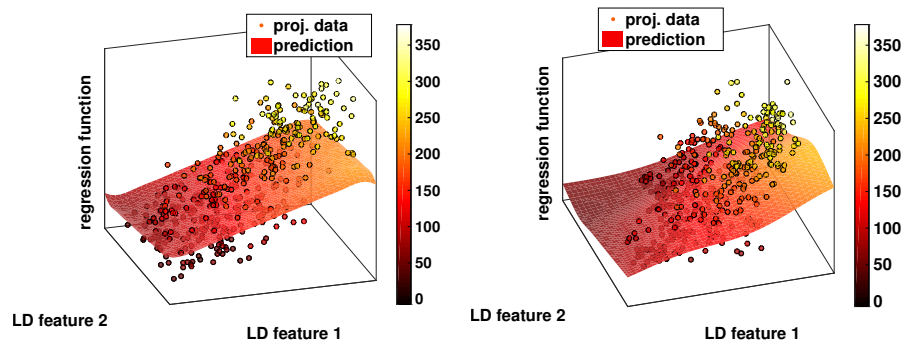 proj. data
prediction
regression function
LD feature 2
LD feature 1
350
300
250
200
150
100
50
0
proj. data
prediction
regression function
LD feature 2
LD feature 1
350
300
250
200
150
100
50
0